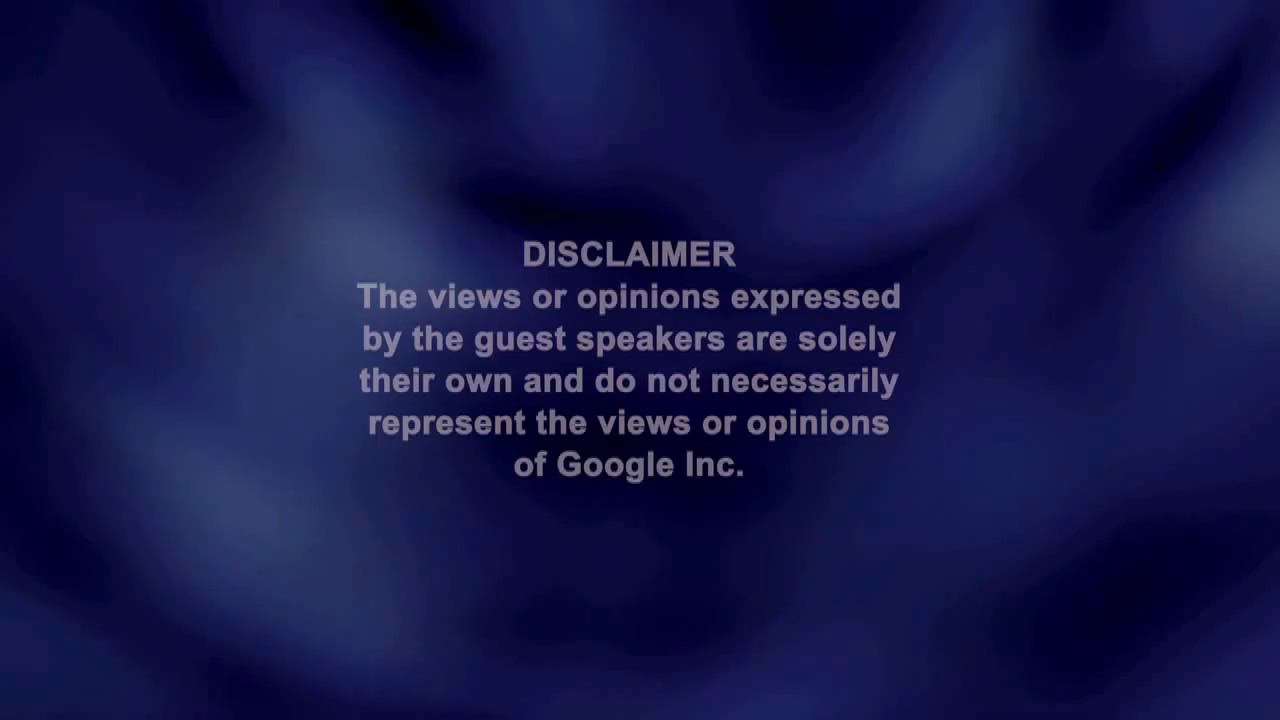 DISCLAIMER
The views or opinions expressed
by the guest speakers are solely
their own and do not necessarily
represent the views or opinions
of Google Inc.